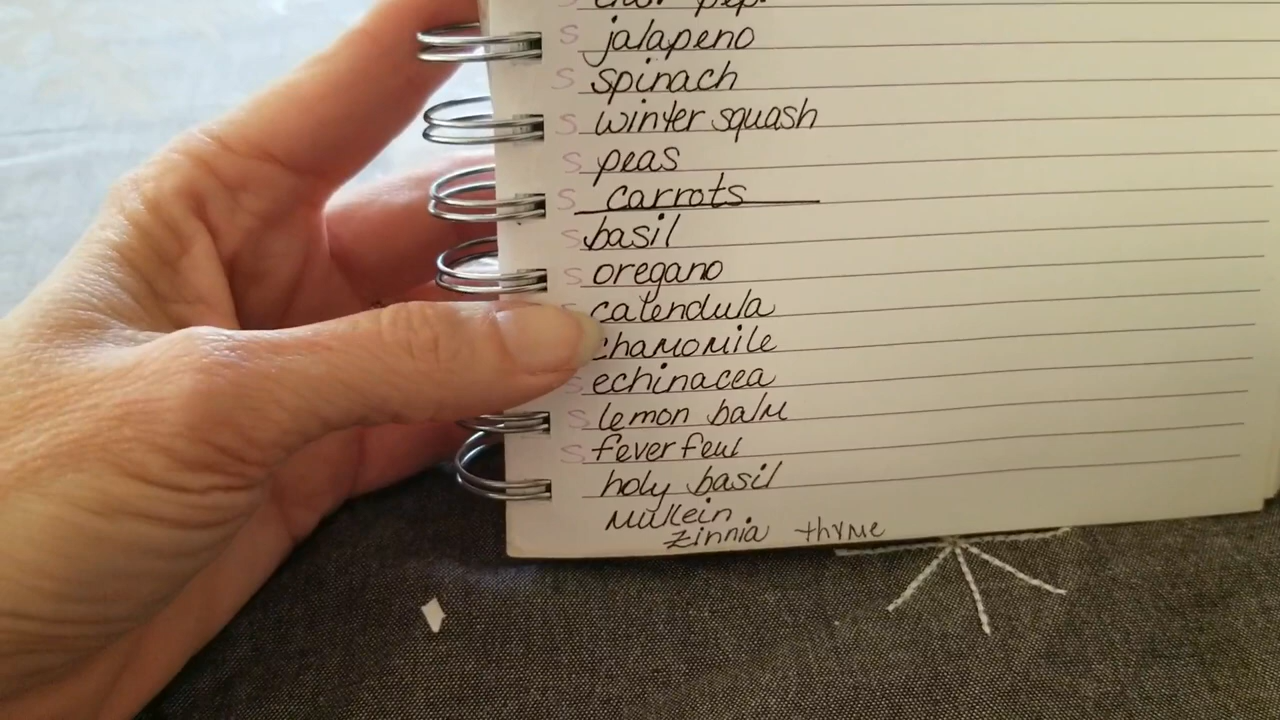 S jalapeno
S spinach
S winter squash
S peas
S carrots
S basil
S oregano
calendula
chamomile
S echinacea
S lemon balm
S feverfew
holy basil
mullein
zinnia thyme